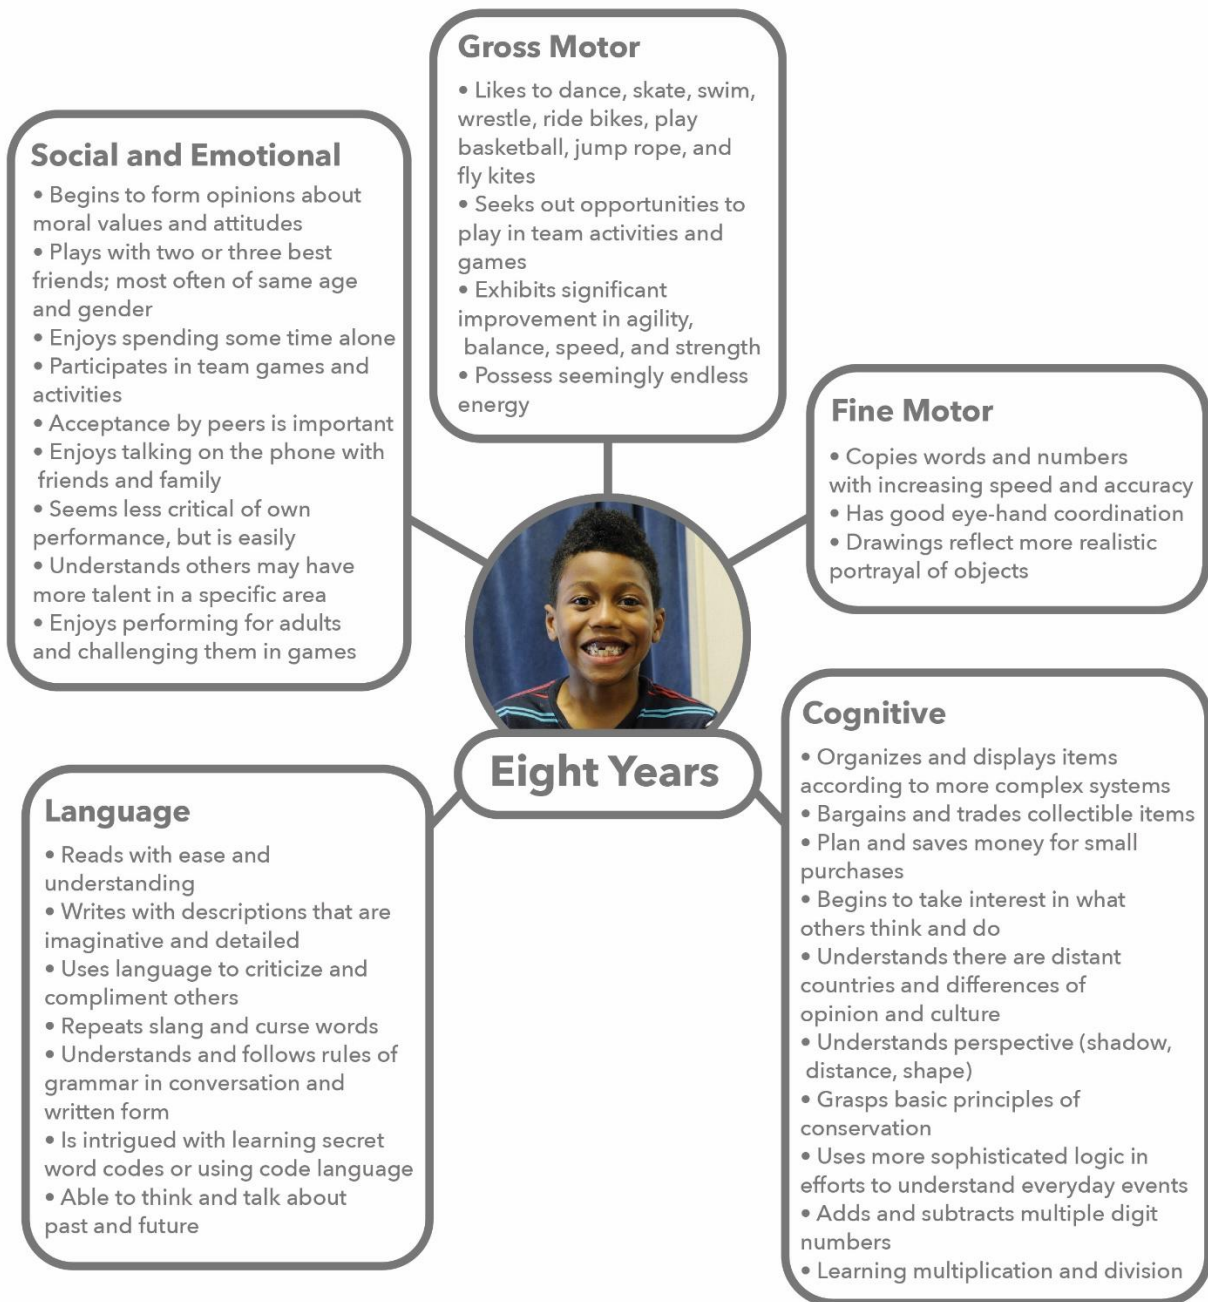 Gross Motor
• Likes to dance, skate, swim,
wrestle, ride bikes, play
basketball, jump rope, and
fly kites
• Seeks out opportunities to
play in team activities and
games
• Exhibits significant
improvement in agility,
balance, speed, and strength
• Possess seemingly endless
energy
Social and Emotional
• Begins to form opinions about
moral values and attitudes
• Plays with two or three best
friends; most often of same age
and gender
• Enjoys spending some time alone
• Participates in team games and
activities
• Acceptance by peers is important
• Enjoys talking on the phone with
friends and family
• Seems less critical of own
performance, but is easily
• Understands others may have
more talent in a specific area
• Enjoys performing for adults
and challenging them in games
Fine Motor
• Copies words and numbers
with increasing speed and accuracy
• Has good eye-hand coordination
• Drawings reflect more realistic
portrayal of objects
Eight Years
Language
• Reads with ease and
understanding
• Writes with descriptions that are
imaginative and detailed
• Uses language to criticize and
compliment others
• Repeats slang and curse words
• Understands and follows rules of
grammar in conversation and
written form
• Is intrigued with learning secret
word codes or using code language
• Able to think and talk about
past and future
Cognitive
• Organizes and displays items
according to more complex systems
• Bargains and trades collectible items
• Plan and saves money for small
purchases
• Begins to take interest in what
others think and do
• Understands there are distant
countries and differences of
opinion and culture
• Understands perspective (shadow,
distance, shape)
• Grasps basic principles of
conservation
• Uses more sophisticated logic in
efforts to understand everyday events
• Adds and subtracts multiple digit
numbers
• Learning multiplication and division